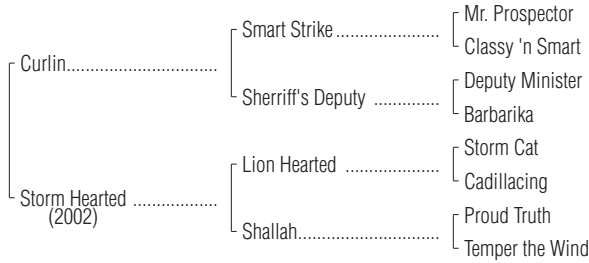 Mr. Prospector
Smart Strike......................
Classy 'n Smart
Curlin................................
Deputy Minister
Sherriff's Deputy ..............
Barbarika
Storm Cat
Lion Hearted ....................
Cadillacing
Storm Hearted ..................
(2002)
Proud Truth
Shallah..............................
Temper the Wind